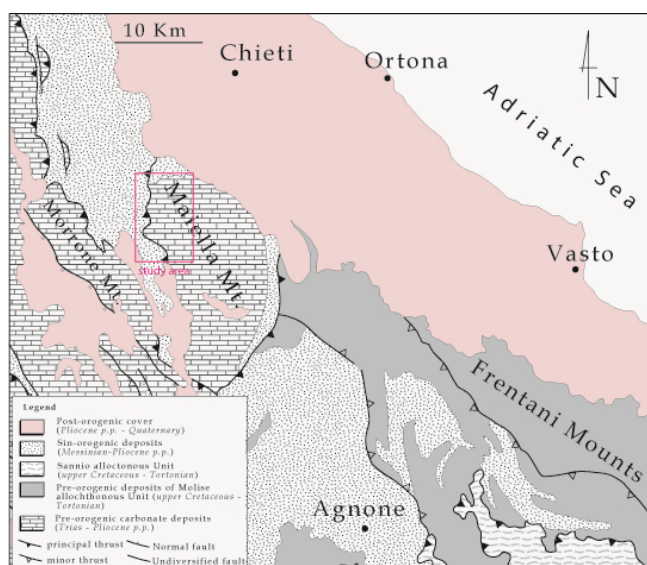 10 Km
Chieti
Ortona
N
Adriatic Sea
Maiella Mt.
Morrone Mt.
study area
Vasto
Frentani Mounts
Agnone
Legend
Post-orogenic cover
(Pliocene p.p. - Quaternary)
Sin-orogenic deposits
(Messinian-Pliocene p.p.)
Sannio alloctonous Unit
(upper Cretaceous - Tortonian)
Pre-orogenic deposits of Molise
allochthonous Unit (upper Cretaceous -
Tortonian)
Pre-orogenic carbonate deposits
(Trias - Pliocene p.p.)
principal thrust
Normal fault
minor thrust
Undiversified fault